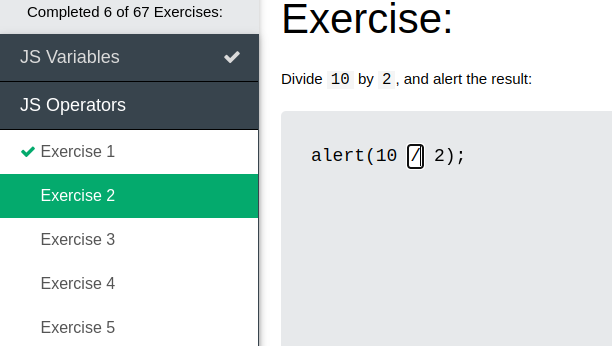 Completed 6 of 67 Exercises:
JS Variables
JS Operators
Exercise 1
Exercise 2
Exercise 3
Exercise 4
Exercise 5
Exercise:
Divide 10 by 2, and alert the result:
alert(10 / 2);